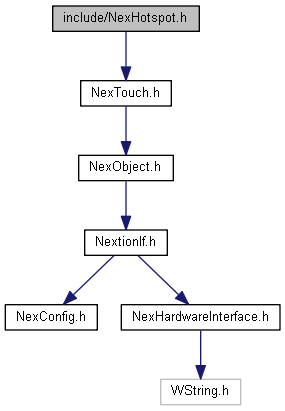 include/NexHotspot.h
NexTouch.h
NexObject.h
NextionIf.h
NexConfig.h
NexHardwareInterface.h
WString.h